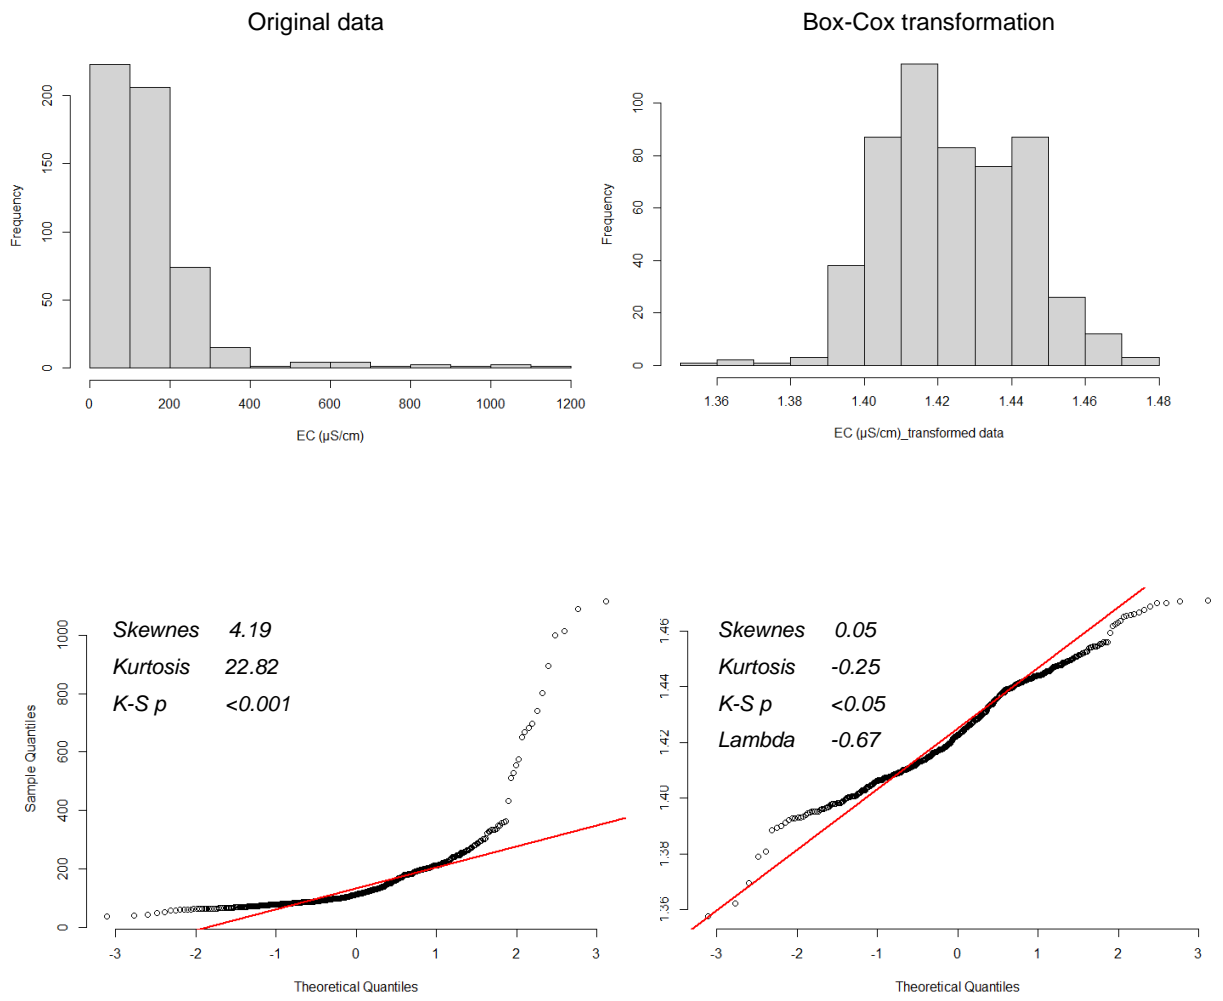 Original data
Box-Cox transformation
Frequency
0
50
100
150
200
0 200 400 600 800 1000 1200
EC (µS/cm)
Frequency
0
20
40
60
80
100
1.36 1.38 1.40 1.42 1.44 1.46 1.48
EC (µS/cm)_transformed data
Skewnes 4.19
Kurtosis 22.82
K-S p <0.001
Sample Quantiles
0
200
400
600
800
1000
-3 -2 -1 0 1 2 3
Theoretical Quantiles
Skewnes 0.05
Kurtosis -0.25
K-S p <0.05
Lambda -0.67
1.36
1.38
1.40
1.42
1.44
1.46
-3 -2 -1 0 1 2 3
Theoretical Quantiles